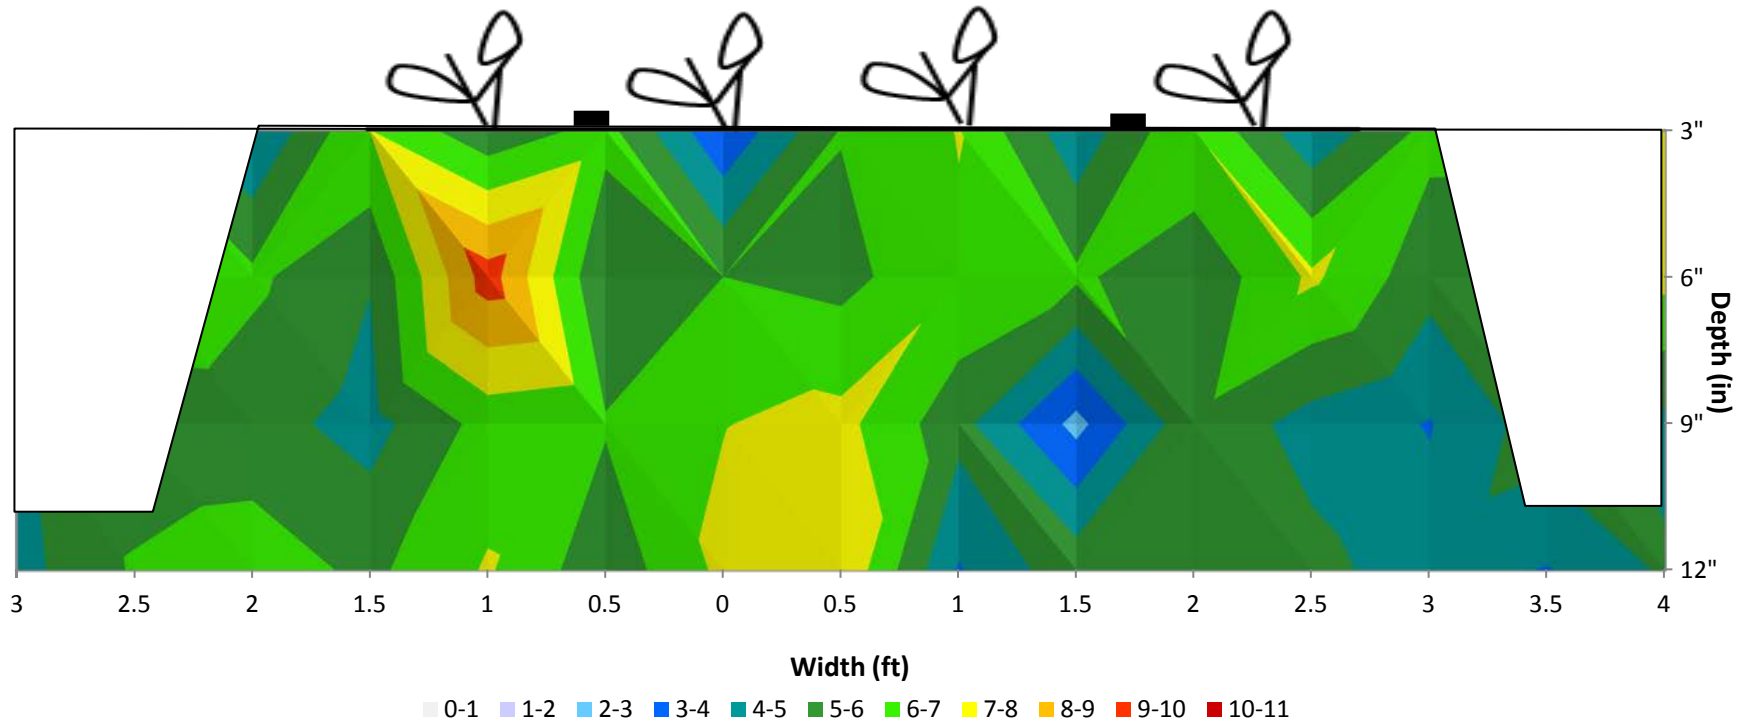 3"
6"
9"
12"
Depth (in)
3 2.5 2 1.5 1 0.5 0 0.5 1 1.5 2 2.5 3 3.5 4
Width (ft)
0-1 1-2 2-3 3-4 4-5 5-6 6-7 7-8 8-9 9-10 10-11